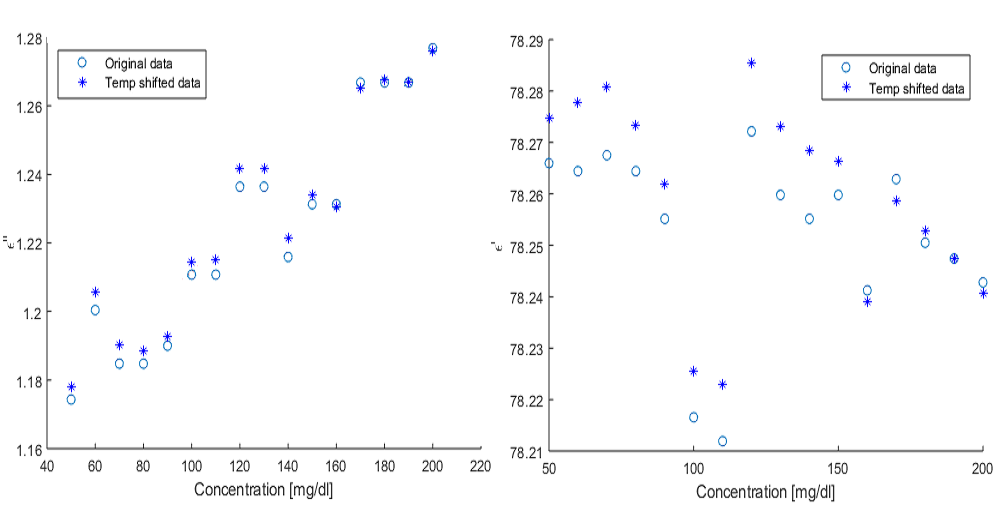 1.28
1.26
1.24
1.22
1.2
1.18
1.16
ϵ''
Original data
Temp shifted data
40 60 80 100 120 140 160 180 200 220
Concentration [mg/dl]
78.29
78.28
78.27
78.26
78.25
78.24
78.23
78.22
78.21
ϵ'
Original data
Temp shifted data
50 100 150 200
Concentration [mg/dl]